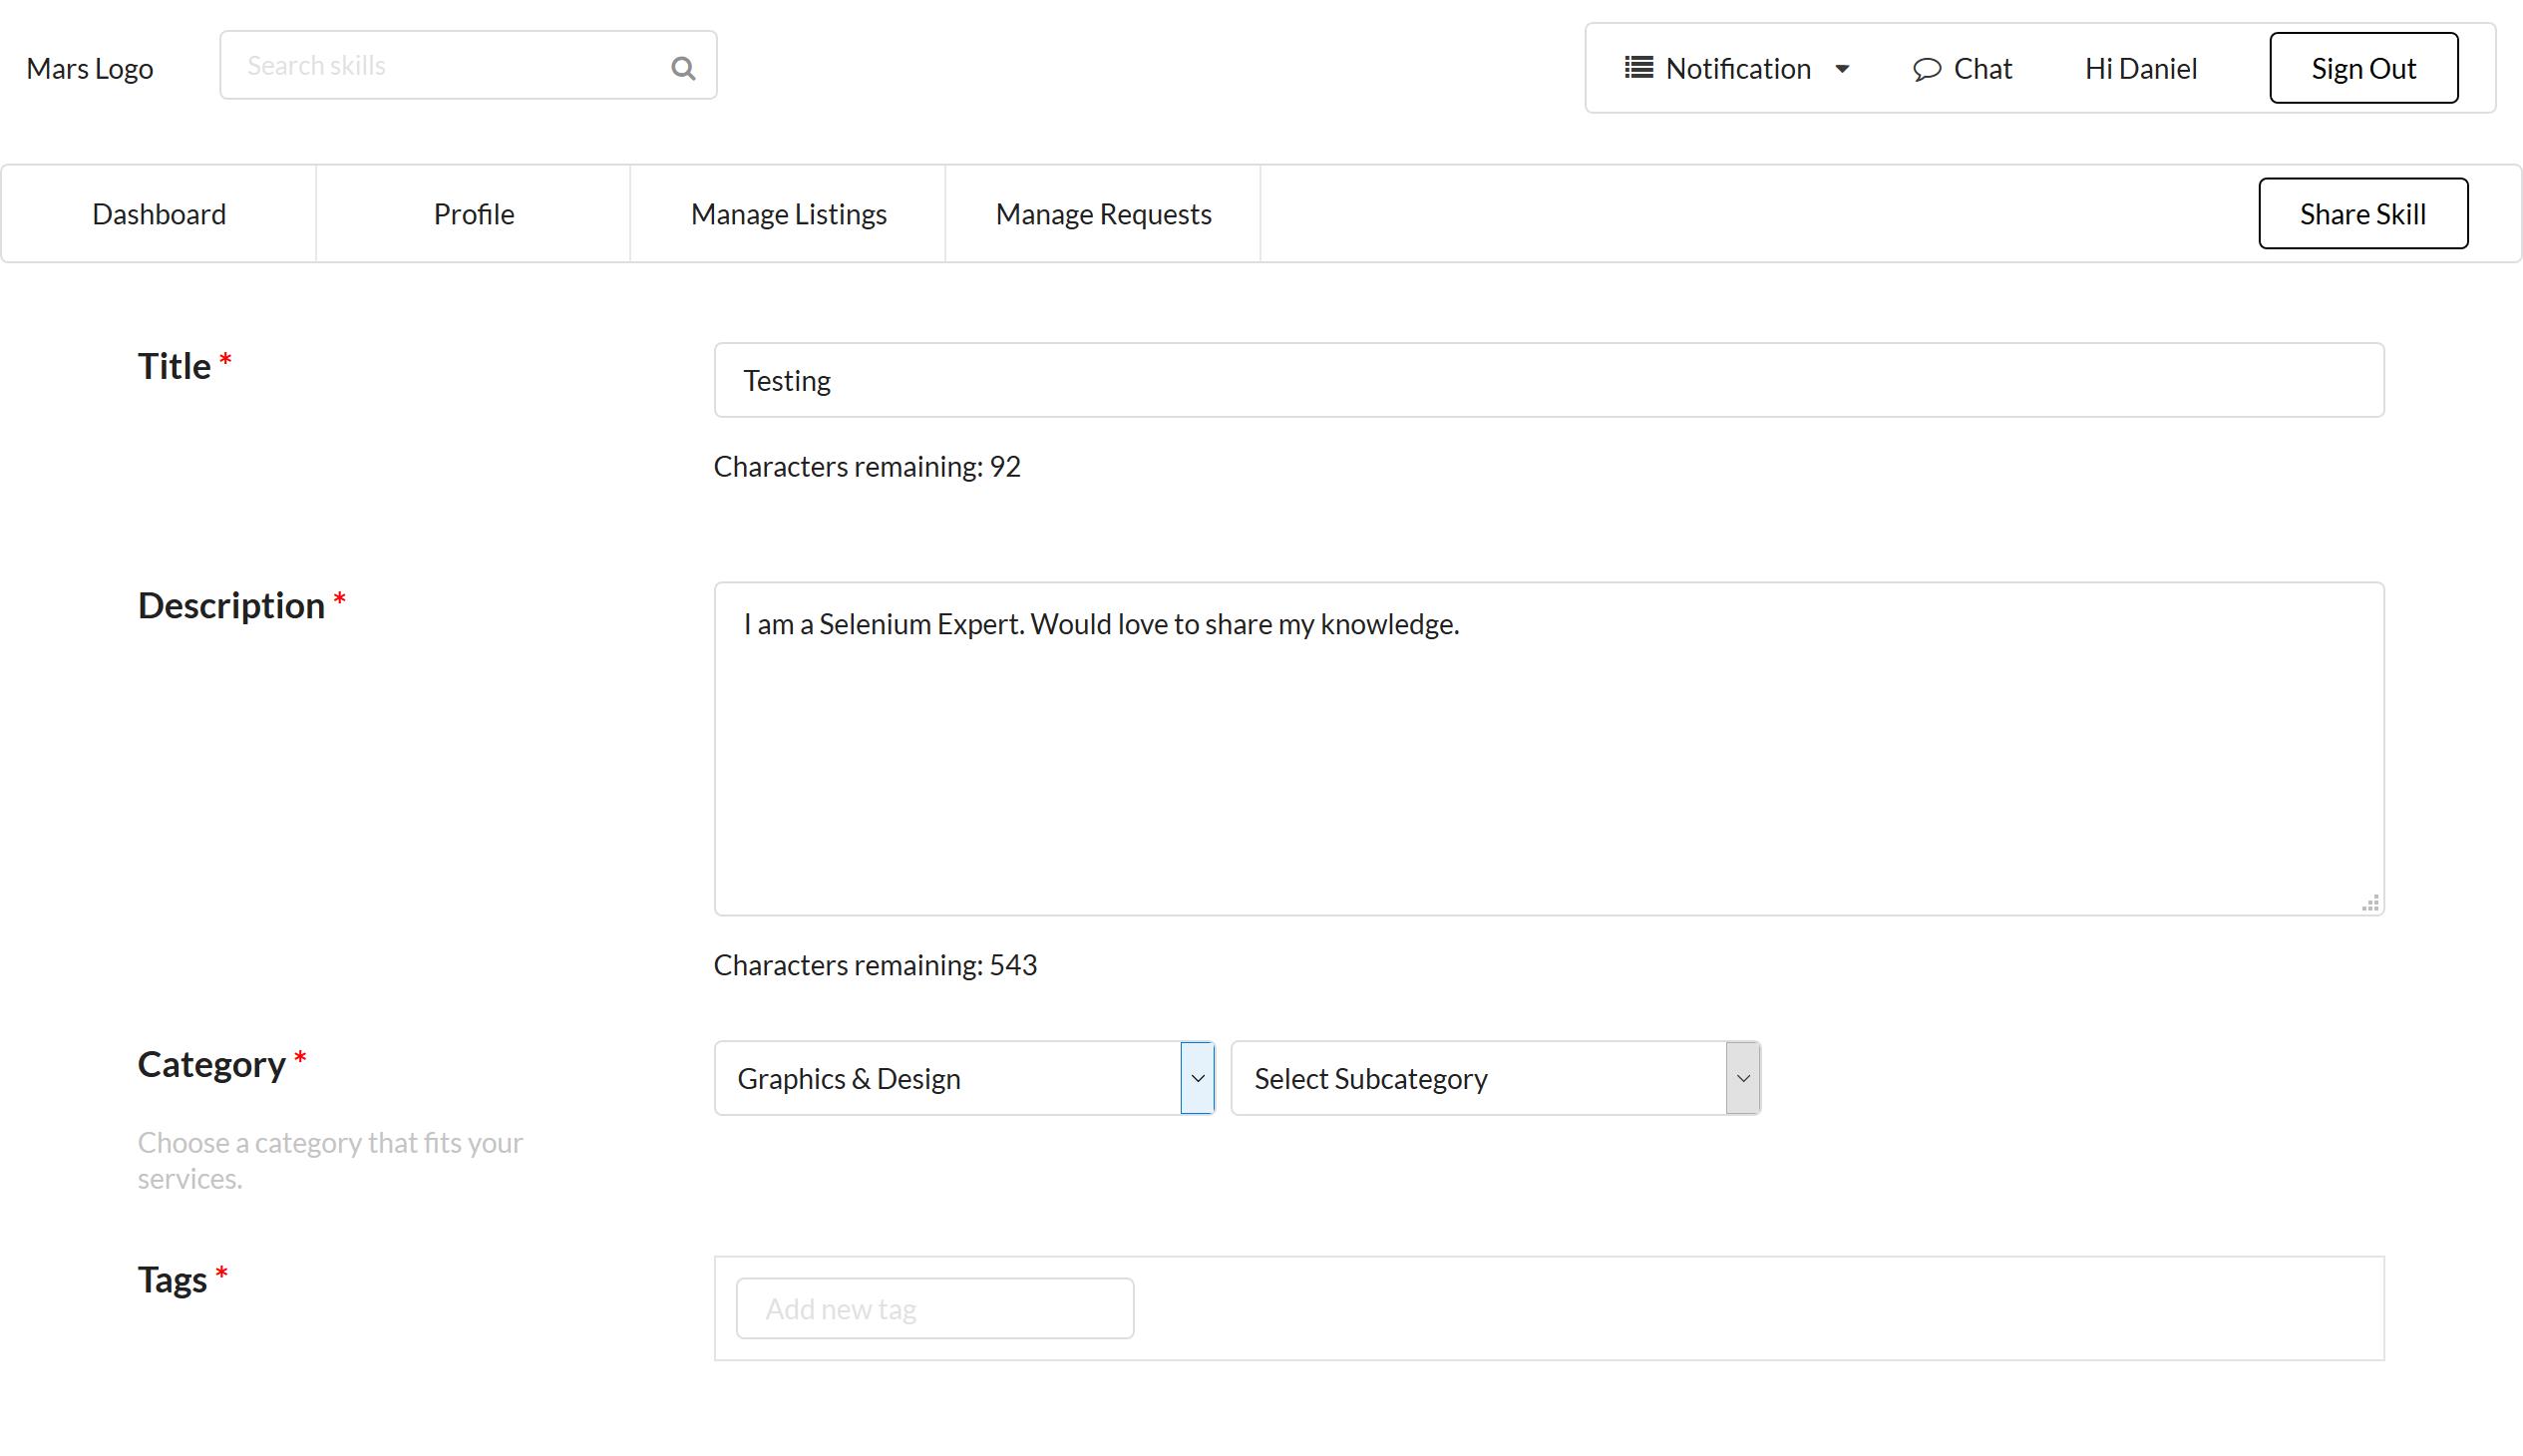 Mars Logo
Search skills
Notification
Chat
Hi Daniel
Sign Out
Dashboard
Profile
Manage Listings
Manage Requests
Share Skill
Title *
Testing
Characters remaining: 92
Description *
I am a Selenium Expert. Would love to share my knowledge.
Characters remaining: 543
Category *
Graphics & Design
Select Subcategory
Choose a category that fits your
services.
Tags *
Add new tag